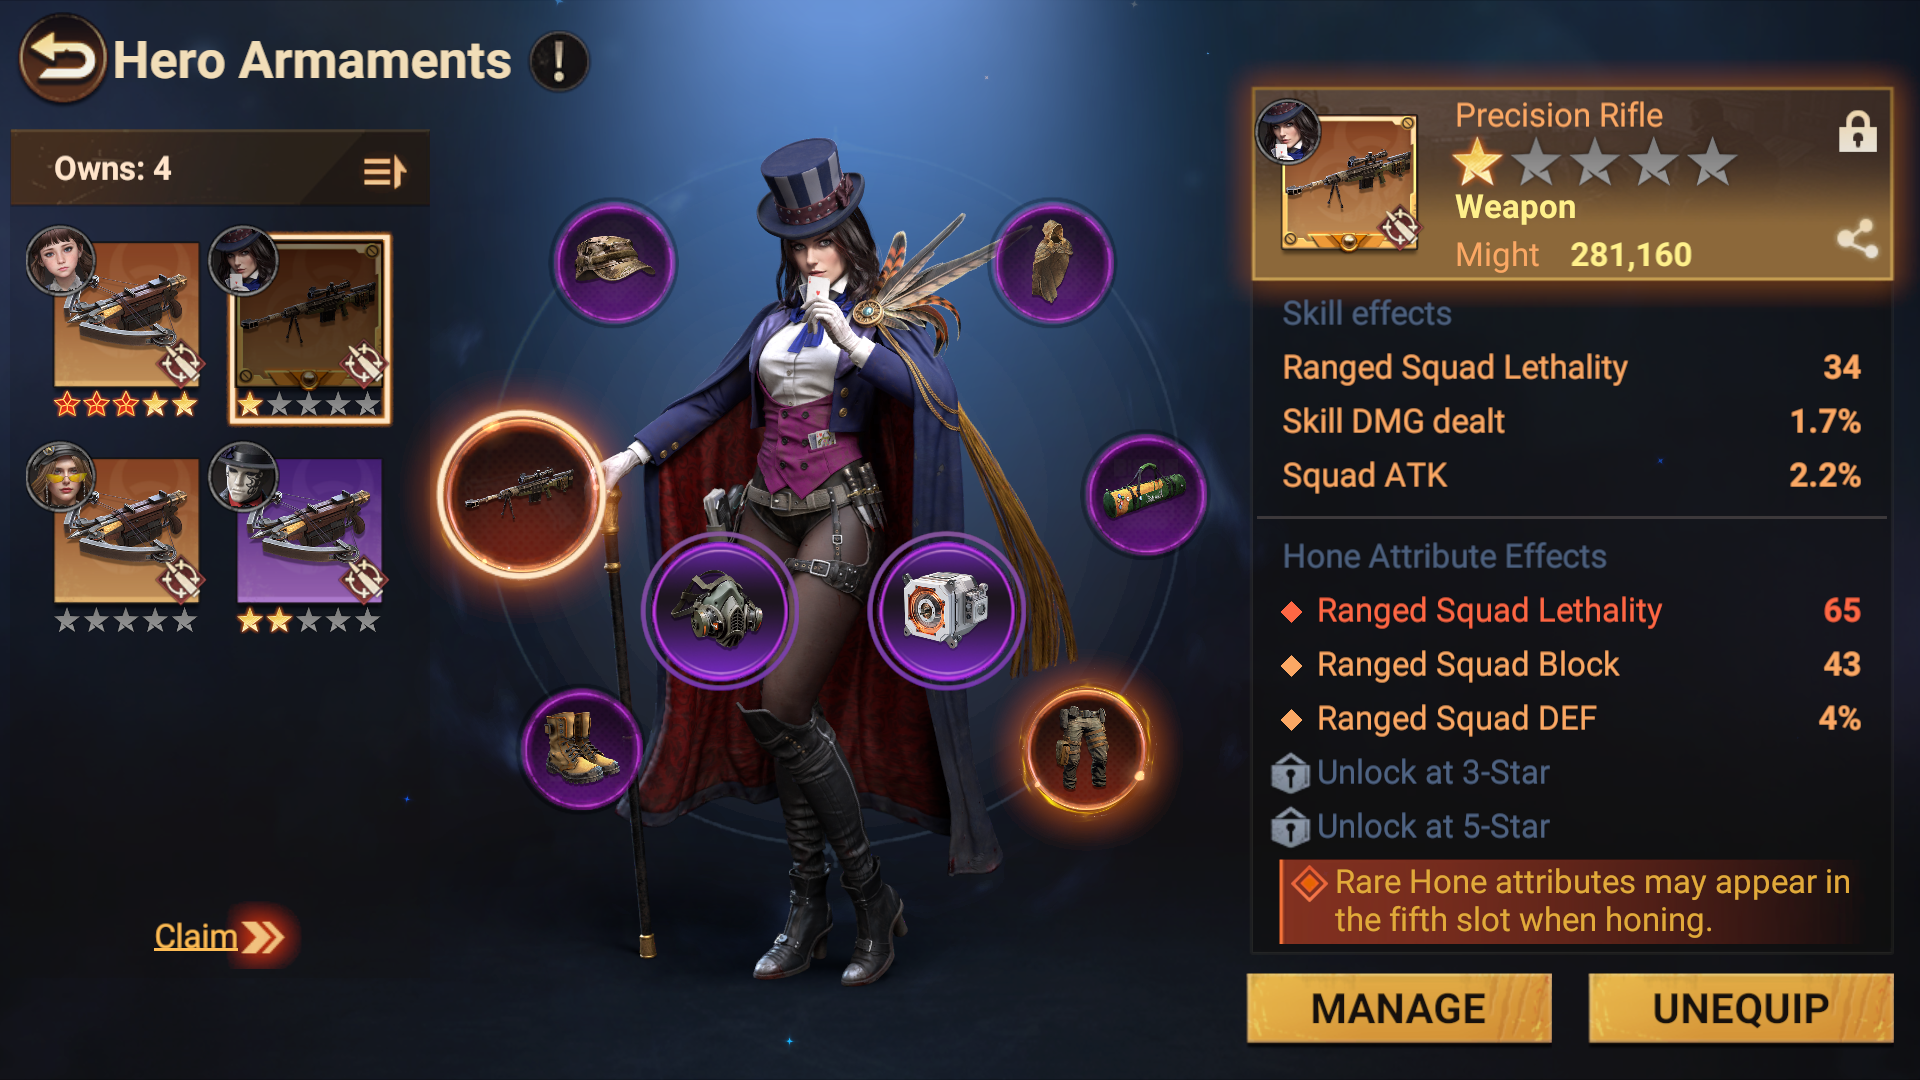 Hero Armaments !
Owns: 4
Claim
Precision Rifle
Weapon
Might 281,160
Skill effects
Ranged Squad Lethality 34
Skill DMG dealt 1.7%
Squad ATK 2.2%
Hone Attribute Effects
Ranged Squad Lethality 65
Ranged Squad Block 43
Ranged Squad DEF 4%
Unlock at 3-Star
Unlock at 5-Star
Rare Hone attributes may appear in
the fifth slot when honing.
MANAGE
UNEQUIP